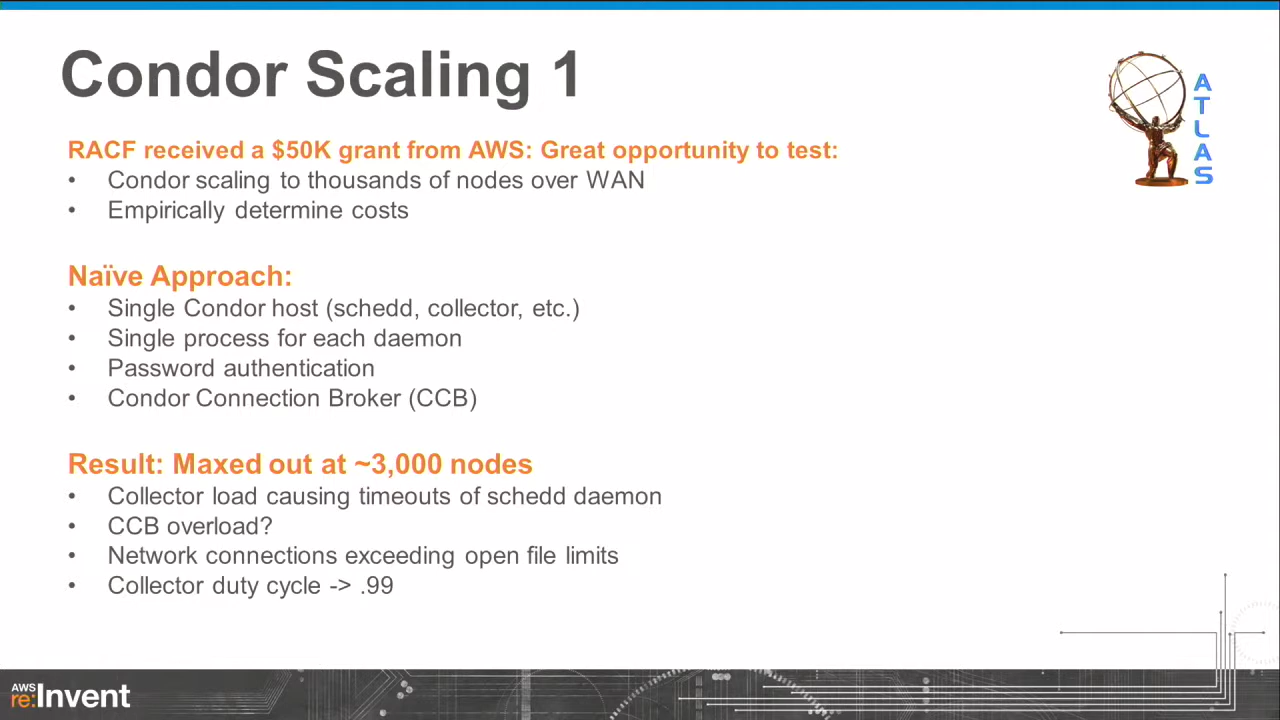 Condor Scaling 1
ATLAS
RACF received a $50K grant from AWS: Great opportunity to test:
• Condor scaling to thousands of nodes over WAN
• Empirically determine costs
Naïve Approach:
• Single Condor host (schedd, collector, etc.)
• Single process for each daemon
• Password authentication
• Condor Connection Broker (CCB)
Result: Maxed out at ~3,000 nodes
• Collector load causing timeouts of schedd daemon
• CCB overload?
• Network connections exceeding open file limits
• Collector duty cycle -> .99
AWS
re:Invent